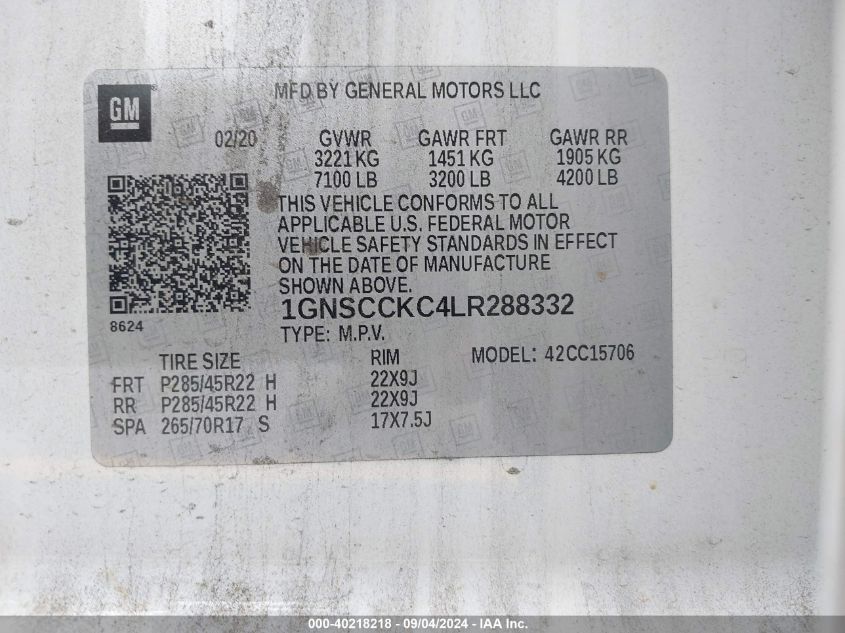 GM
MFD BY GENERAL MOTORS LLC
02/20 GVWR GAWR FRT GAWR RR
3221 KG 1451 KG 1905 KG
7100 LB 3200 LB 4200 LB
THIS VEHICLE CONFORMS TO ALL
APPLICABLE U.S. FEDERAL MOTOR
VEHICLE SAFETY STANDARDS IN EFFECT
ON THE DATE OF MANUFACTURE
SHOWN ABOVE.
1GNSCCKC4LR288332
8624
TYPE: M.P.V.
TIRE SIZE RIM MODEL: 42CC15706
FRT P285/45R22 H 22X9J
RR P285/45R22 H 22X9J
SPA 265/70R17 S 17X7.5J
000-40218218 - 09/04/2024 - IAA Inc.